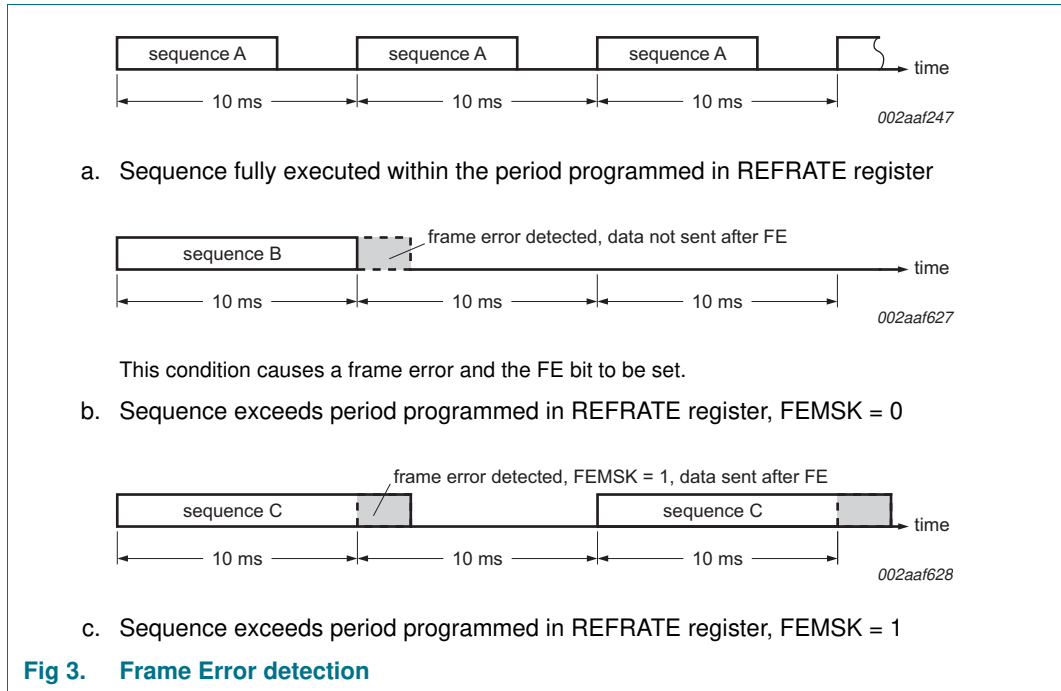 sequence A sequence A sequence A
time
10 ms 10 ms 10 ms
002aaf247
a. Sequence fully executed within the period programmed in REFRATE register
frame error detected, data not sent after FE
sequence B
time
10 ms 10 ms 10 ms
002aaf627
This condition causes a frame error and the FE bit to be set.
b. Sequence exceeds period programmed in REFRATE register, FEMSK = 0
frame error detected, FEMSK = 1, data sent after FE
sequence C sequence C
time
10 ms 10 ms 10 ms
002aaf628
c. Sequence exceeds period programmed in REFRATE register, FEMSK = 1
Fig 3. Frame Error detection